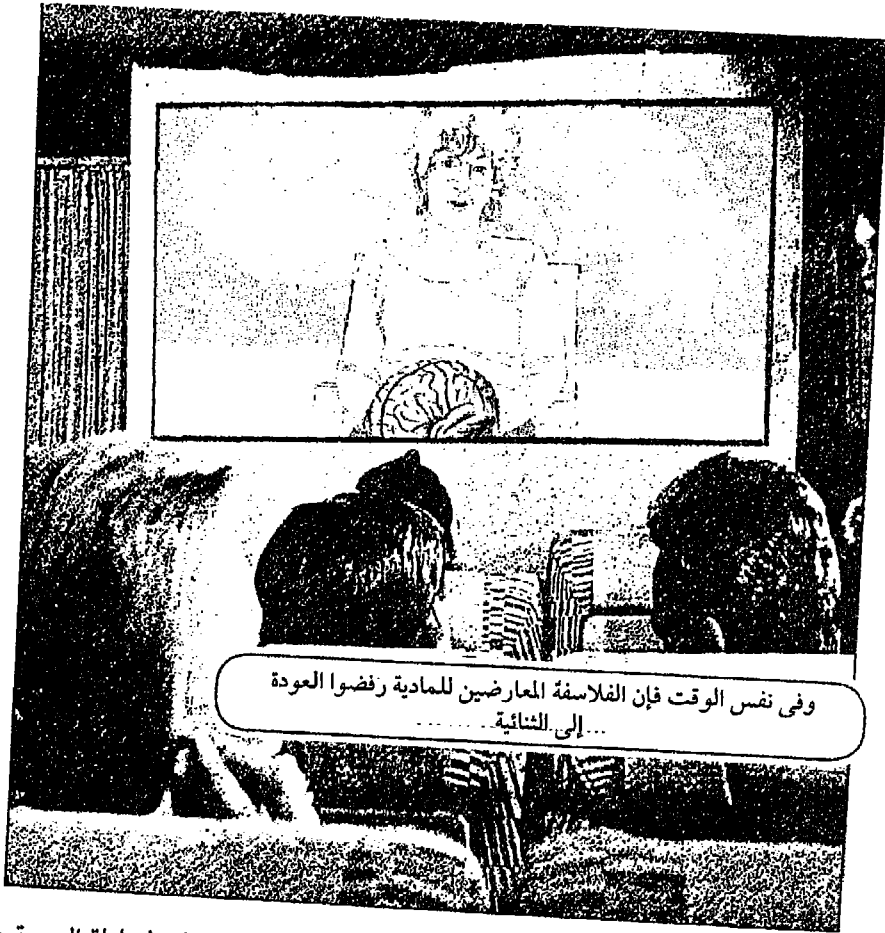 وفى نفس الوقت فإن الفلاسفة المعارضين للمادية رفضوا العودة
...إلى الثنائية........